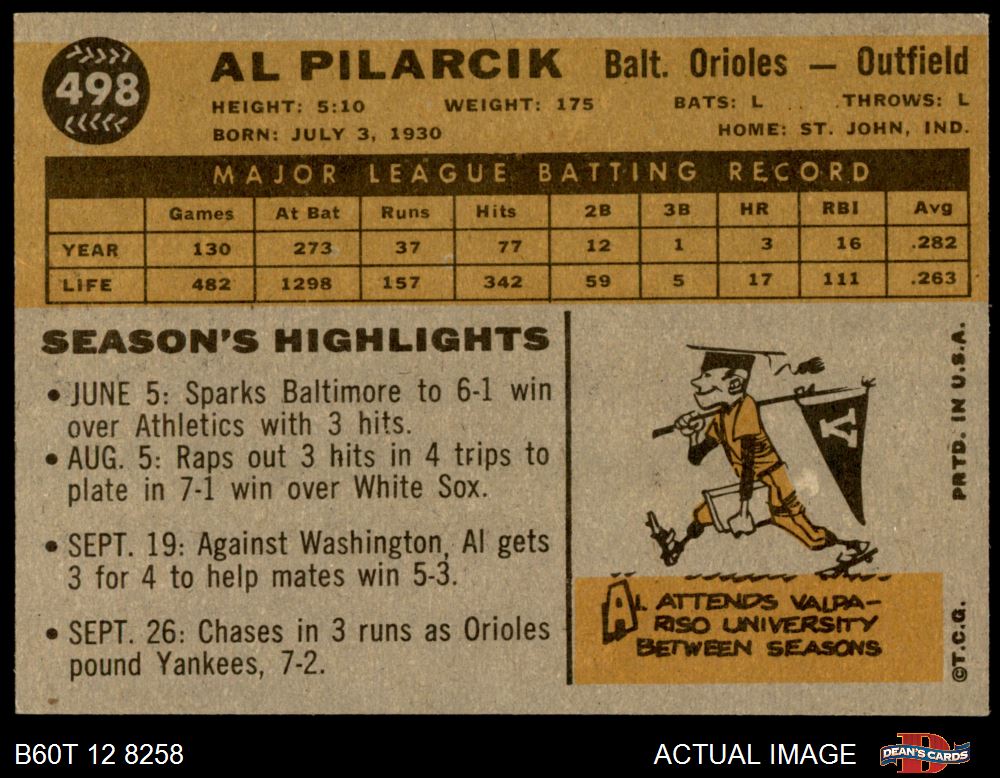 498
AL PILARCIK Balt. Orioles — Outfield
HEIGHT: 5:10 WEIGHT: 175 BATS: L THROWS: L
BORN: JULY 3, 1930 HOME: ST. JOHN, IND.
MAJOR LEAGUE BATTING RECORD
Games At Bat Runs Hits 2B 3B HR RBI Avg
YEAR 130 273 37 77 12 1 3 16 .282
LIFE 482 1298 157 342 59 5 17 111 .263
SEASON'S HIGHLIGHTS
• JUNE 5: Sparks Baltimore to 6-1 win
over Athletics with 3 hits.
• AUG. 5: Raps out 3 hits in 4 trips to
plate in 7-1 win over White Sox.
• SEPT. 19: Against Washington, Al gets
3 for 4 to help mates win 5-3.
• SEPT. 26: Chases in 3 runs as Orioles
pound Yankees, 7-2.
V
AL ATTENDS VALPA-
RISO UNIVERSITY
BETWEEN SEASONS
PRTD. IN U.S.A.
©T.C.G.
B60T 12 8258 ACTUAL IMAGE
D
DEAN'S CARDS